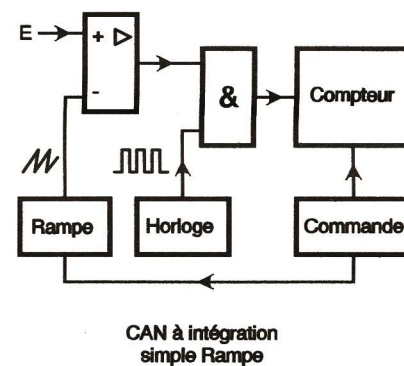 E
+
-
&
Compteur
Rampe
Horloge
Commande
CAN à intégration
simple Rampe